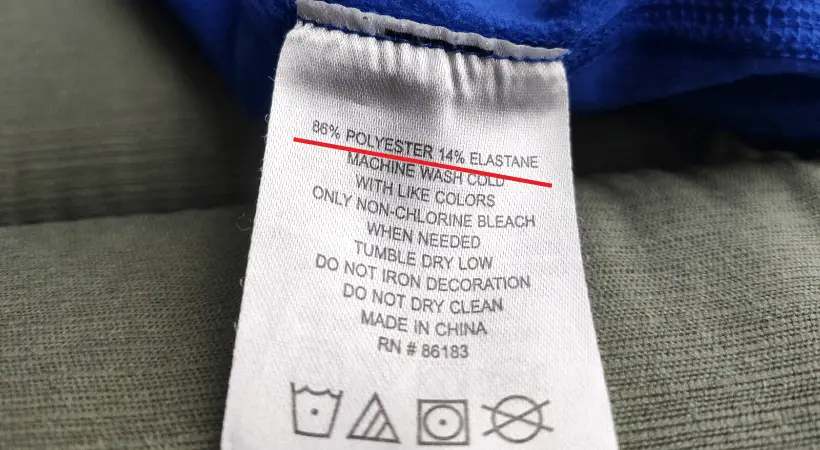 86% POLYESTER 14% ELASTANE
MACHINE WASH COLD
WITH LIKE COLORS
ONLY NON-CHLORINE BLEACH
WHEN NEEDED
TUMBLE DRY LOW
DO NOT IRON DECORATION
DO NOT DRY CLEAN
MADE IN CHINA
RN # 86183